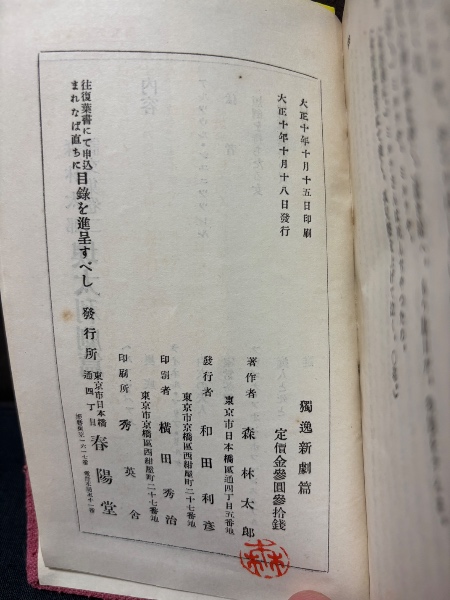 大正十年十月十五日印刷
大正十年十月十八日發行
獨逸新劇篇
定價金參圓參拾錢
著作者 森林太郎
東京市日本橋區通四丁目五番地
發行者 和田利彦
東京市京橋區西紺屋町二十七番地
印刷者 横田秀治
東京市京橋區西紺屋町二十七番地
印刷所 秀英舍
東京市日本橋
通四丁目
發行所 春陽堂
往復葉書にて申込
まれなば直ちに
目錄を進呈すべし